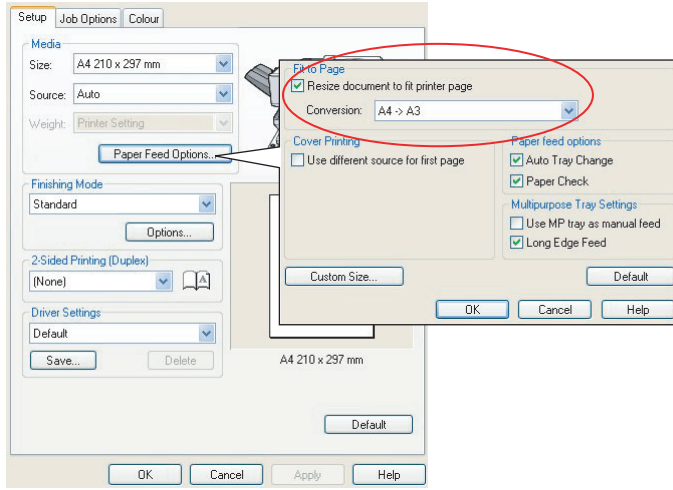 Setup Job Options Colour
Media
Size: A4 210 x 297 mm
Source: Auto
Weight: Printer Setting
Paper Feed Options...
Finishing Mode
Standard
Options...
2-Sided Printing (Duplex)
(None)
A
Driver Settings
Default
Save... Delete
A4 210 x 297 mm
Default
OK Cancel Apply Help
Fit to Page
Resize document to fit printer page
Conversion: A4 -> A3
Cover Printing
Use different source for first page
Paper feed options
Auto Tray Change
Paper Check
Multipurpose Tray Settings
Use MP tray as manual feed
Long Edge Feed
Custom Size... Default
OK Cancel Help